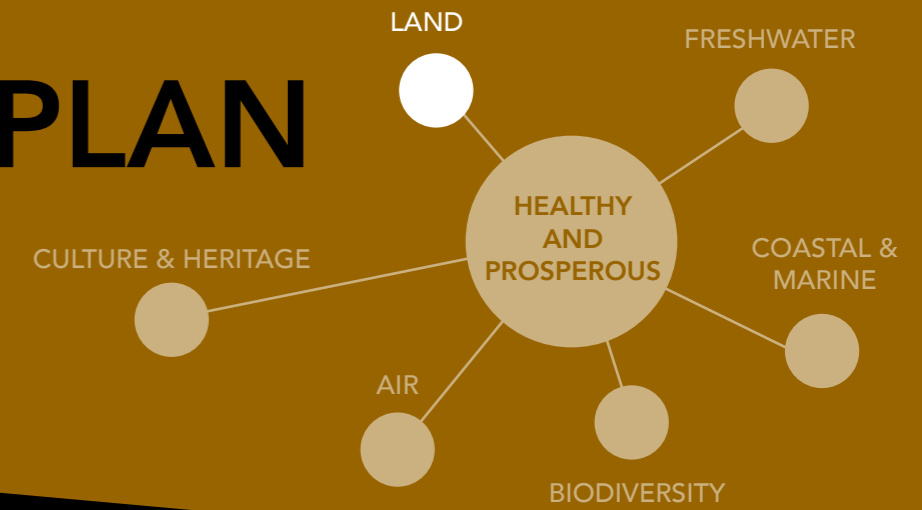 LAND
FRESHWATER
PLAN
HEALTHY
AND
PROSPEROUS
CULTURE & HERITAGE
COASTAL &
MARINE
AIR
BIODIVERSITY